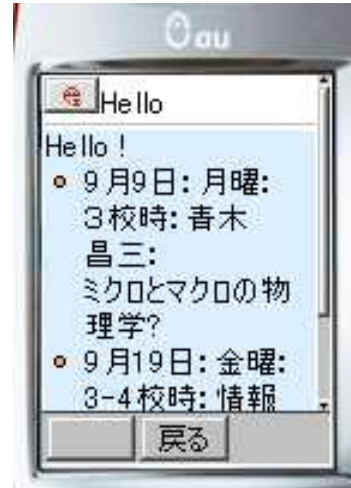 au
Hello
Hello !
9月9日: 月曜:
3校時: 青木
昌三:
ミクロとマクロの物
理学?
9月19日: 金曜:
3-4校時: 情報
戻る